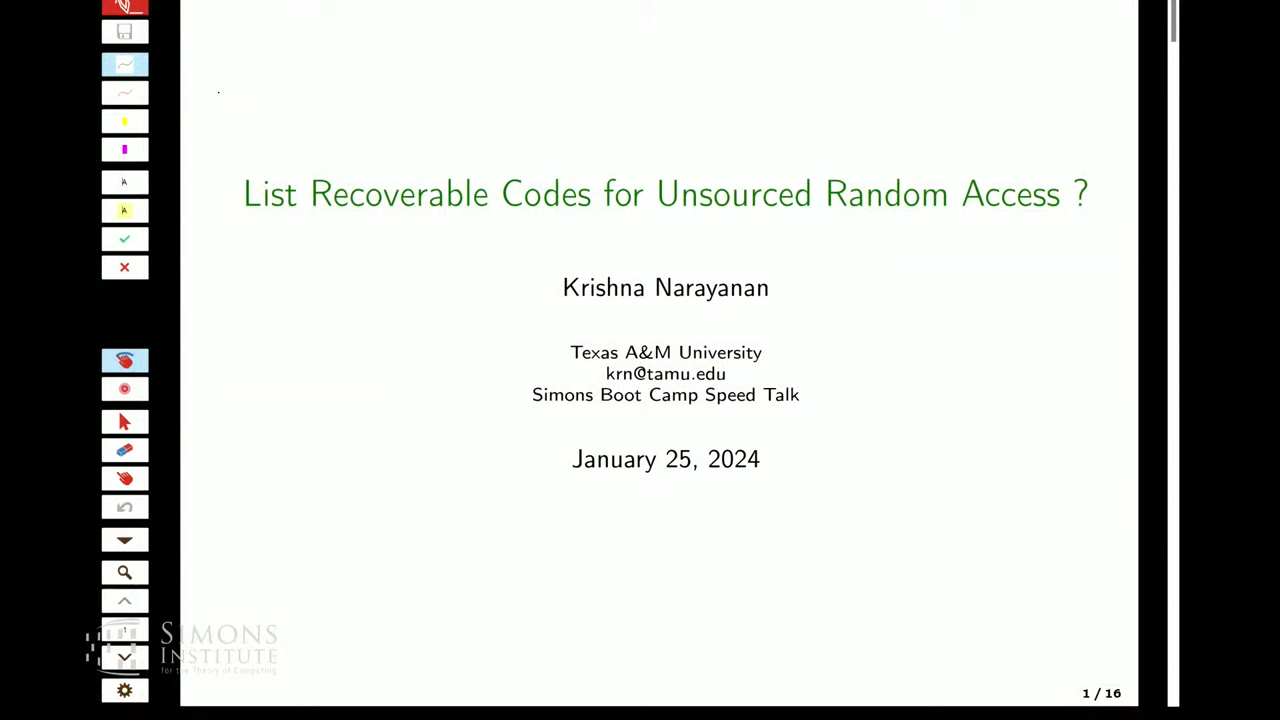 List Recoverable Codes for Unsourced Random Access ?
Krishna Narayanan
Texas A&M University
krn@tamu.edu
Simons Boot Camp Speed Talk
January 25, 2024
1
SIMONS
INSTITUTE
for the Theory of Computing
1 / 16